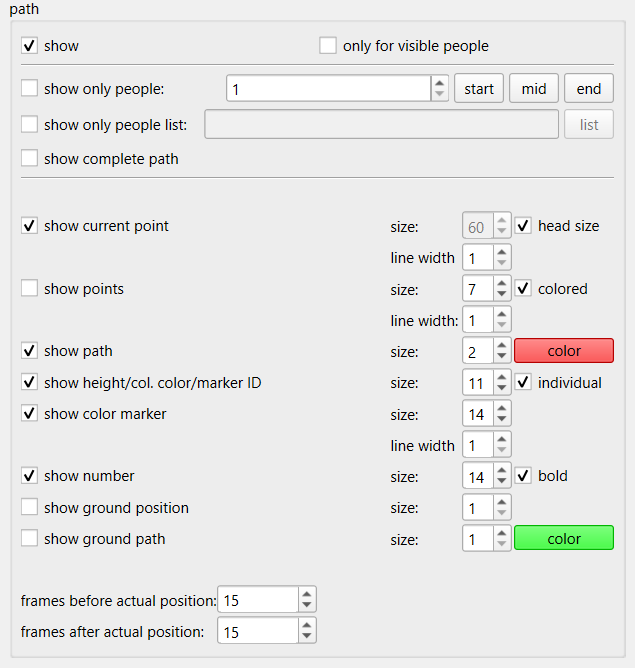 path
show only for visible people
show only people: 1 start mid end
show only people list: list
show complete path
show current point size: 60 head size
line width 1
show points size: 7 colored
line width: 1
show path size: 2 color
show height/col. color/marker ID size: 11 individual
show color marker size: 14
line width 1
show number size: 14 bold
show ground position size: 1
show ground path size: 1 color
frames before actual position: 15
frames after actual position: 15